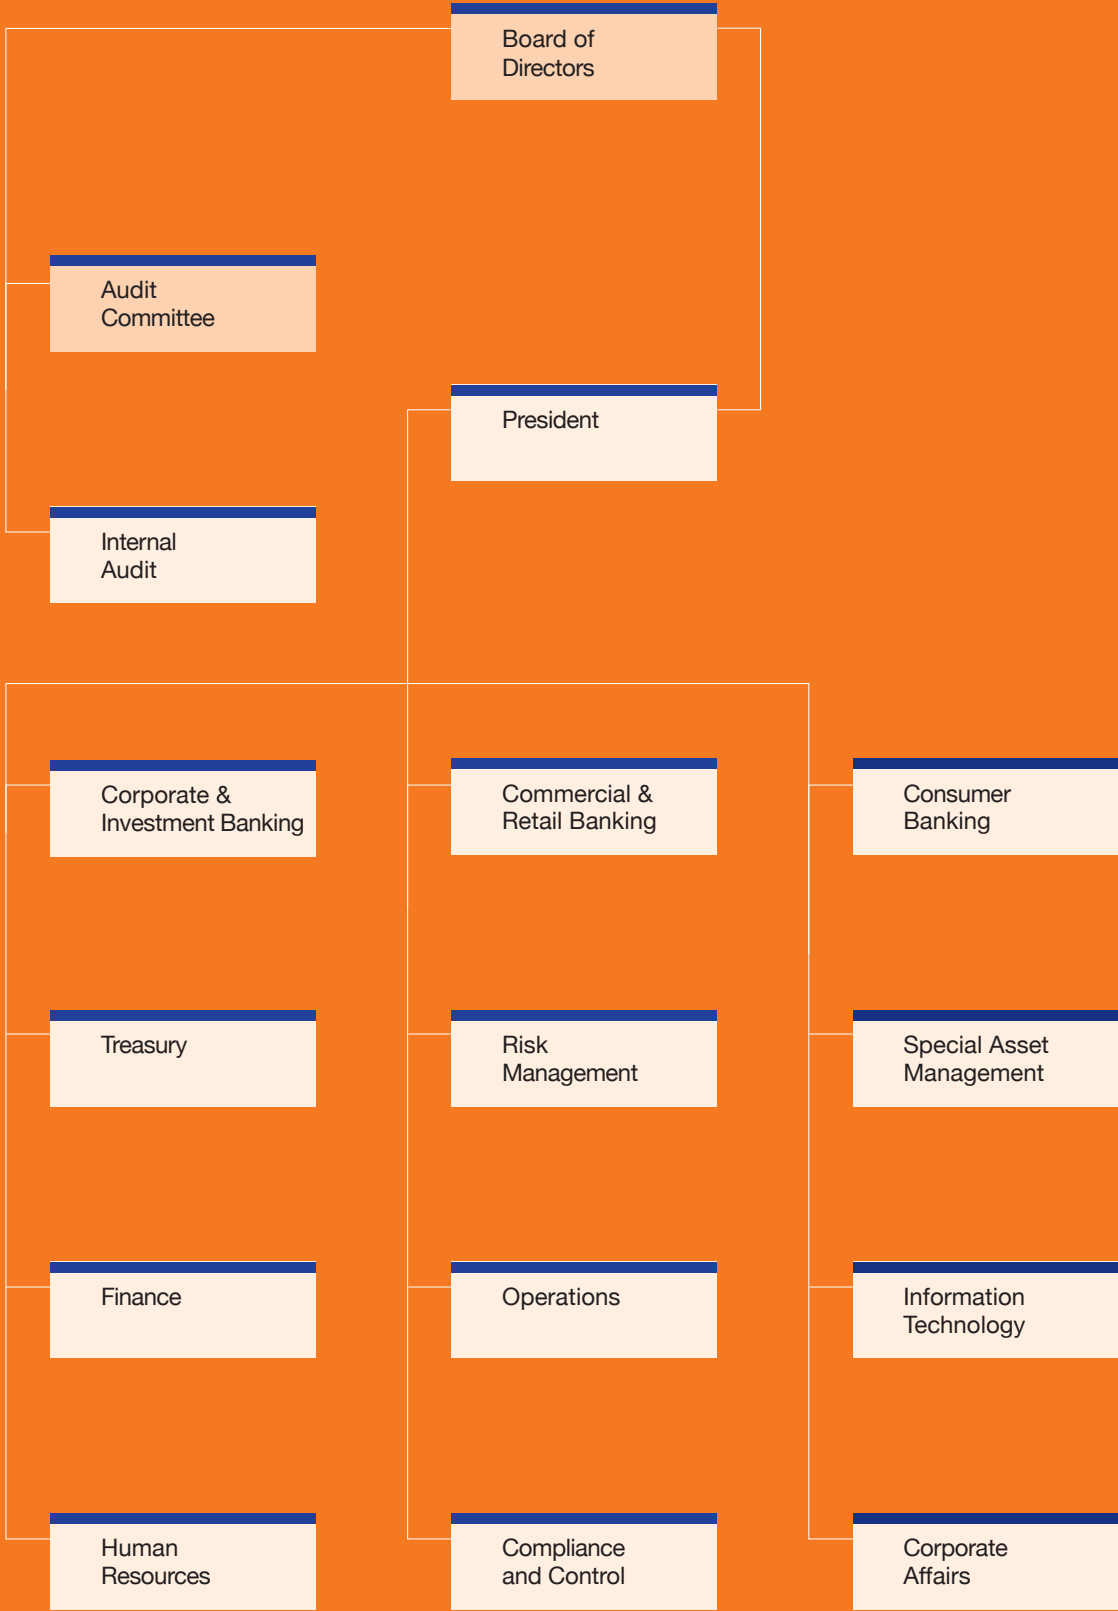 Board of
Directors
Audit
Committee
President
Internal
Audit
Corporate &
Investment Banking
Commercial &
Retail Banking
Consumer
Banking
Treasury
Risk
Management
Special Asset
Management
Finance
Operations
Information
Technology
Human
Resources
Compliance
and Control
Corporate
Affairs